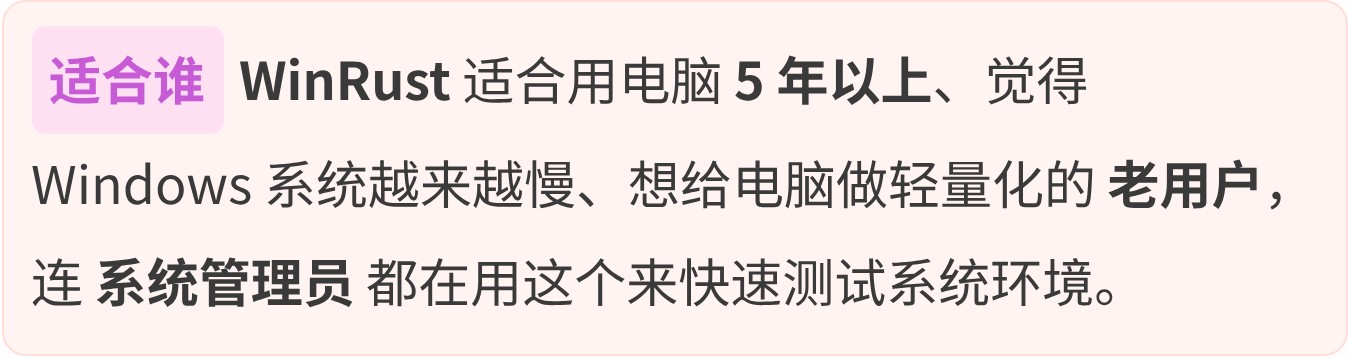 适合谁 WinRust 适合用电脑 5 年以上、觉得
Windows 系统越来越慢、想给电脑做轻量化的 老用户，
连 系统管理员 都在用这个来快速测试系统环境。